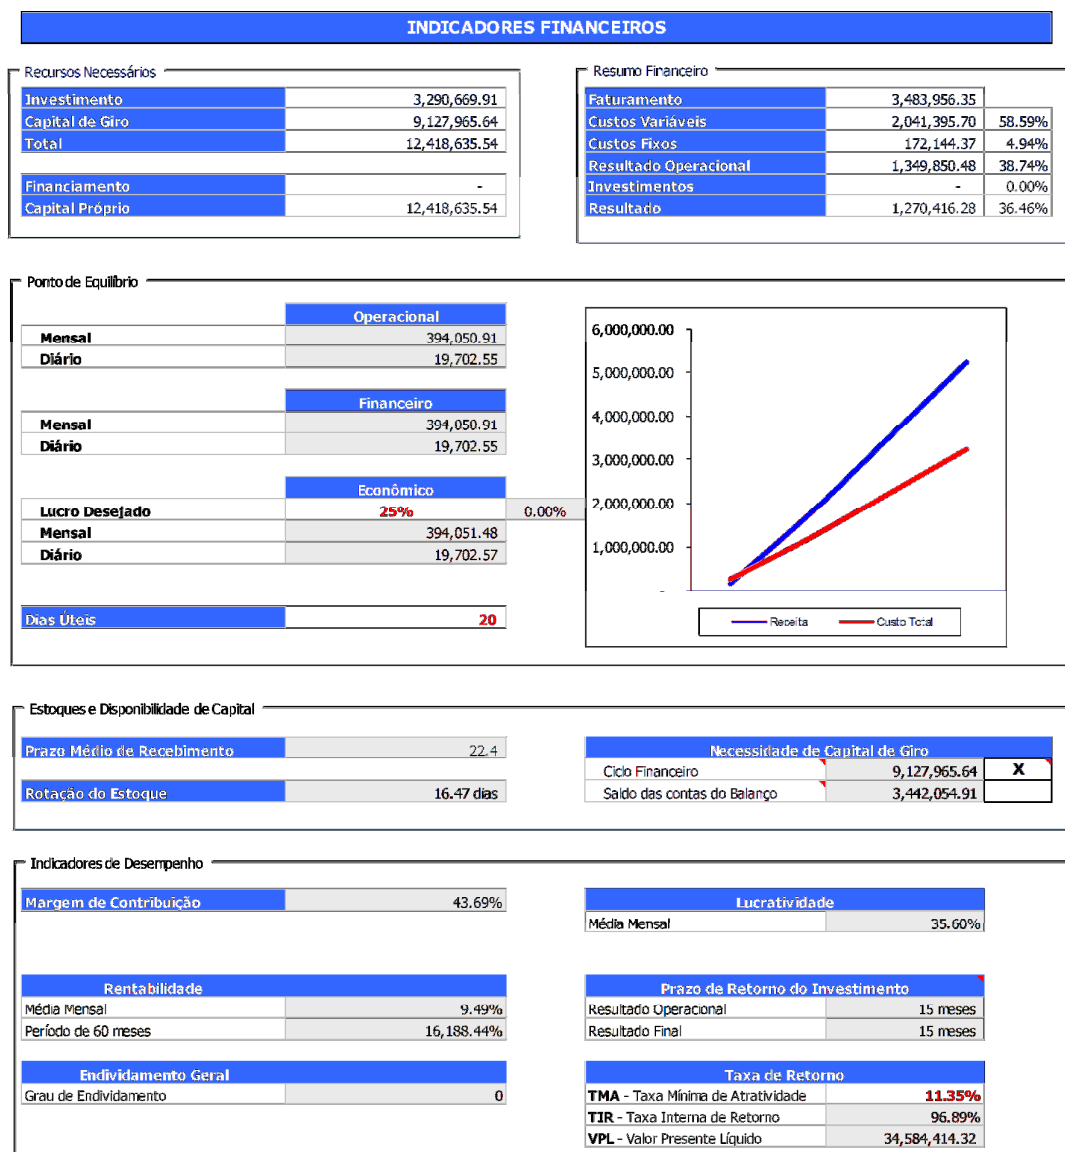 INDICADORES FINANCEIROS
Recursos Necessários
Investimento 3,290,669.91
Capital de Giro 9,127,965.64
Total 12,418,635.54
Financiamento -
Capital Próprio 12,418,635.54
Resumo Financeiro
Faturamento 3,483,956.35
Custos Variáveis 2,041,395.70 58.59%
Custos Fixos 172,144.37 4.94%
Resultado Operacional 1,349,850.48 38.74%
Investimentos - 0.00%
Resultado 1,270,416.28 36.46%
Ponto de Equilíbrio
Operacional
Mensal 394,050.91
Diário 19,702.55
Financeiro
Mensal 394,050.91
Diário 19,702.55
Econômico
Lucro Desejado 25% 0.00%
Mensal 394,051.48
Diário 19,702.57
Dias Úteis 20
6,000,000.00
5,000,000.00
4,000,000.00
3,000,000.00
2,000,000.00
1,000,000.00
-
Receita Custo Total
Estoques e Disponibilidade de Capital
Prazo Médio de Recebimento 22.4
Rotação do Estoque 16.47 dias
Necessidade de Capital de Giro
Ciclo Financeiro 9,127,965.64 X
Saldo das contas do Balanço 3,442,054.91
Indicadores de Desempenho
Margem de Contribuição 43.69%
Lucratividade
Média Mensal 35.60%
Rentabilidade
Média Mensal 9.49%
Período de 60 meses 16,188.44%
Prazo de Retorno do Investimento
Resultado Operacional 15 meses
Resultado Final 15 meses
Endividamento Geral
Grau de Endividamento 0
Taxa de Retorno
TMA - Taxa Mínima de Atratividade 11.35%
TIR - Taxa Interna de Retorno 96.89%
VPL - Valor Presente Líquido 34,584,414.32